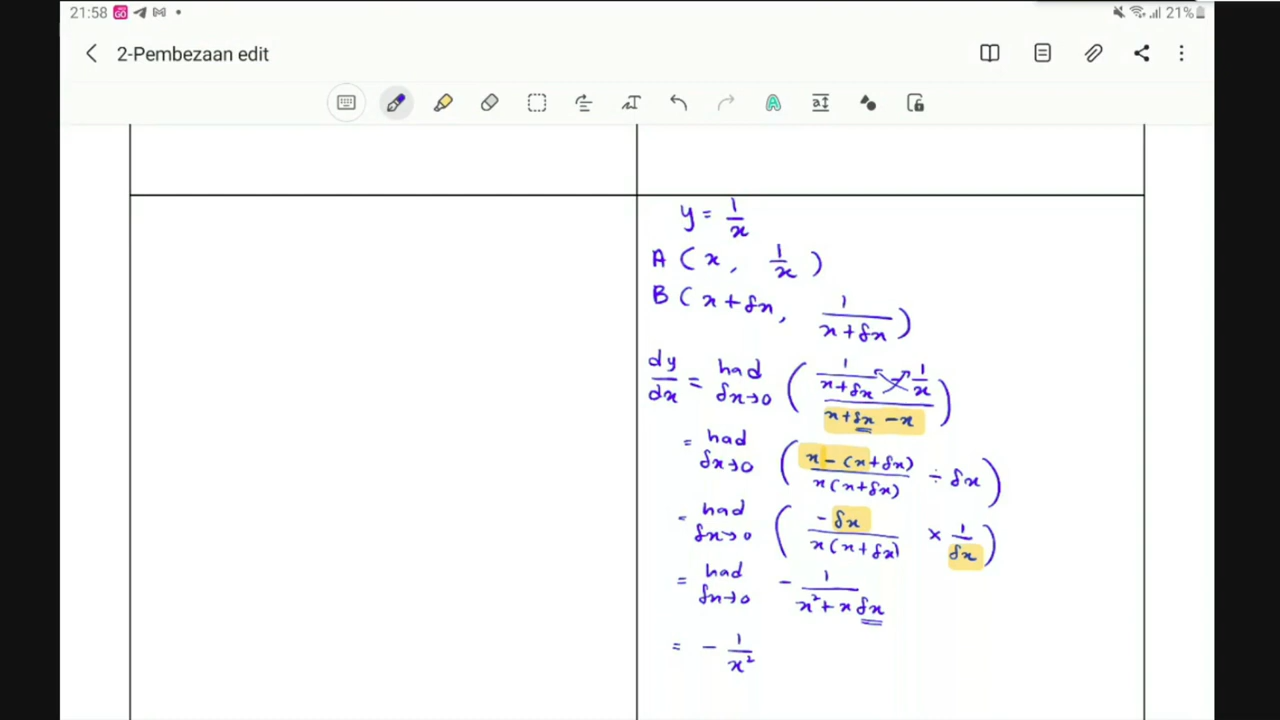 21:58 GO 21%
2-Pembezaan edit
y = 1/x
A (x, 1/x)
B (x + δx, 1/(x + δx))
dy/dx = had δx→0 ((1/(x + δx) - 1/x)/(x + δx - x))
= had δx→0 ((x - (x + δx))/(x(x + δx)) ÷ δx)
= had δx→0 (-δx/(x(x + δx)) × 1/δx)
= had δx→0 - 1/(x² + xδx)
= - 1/x²